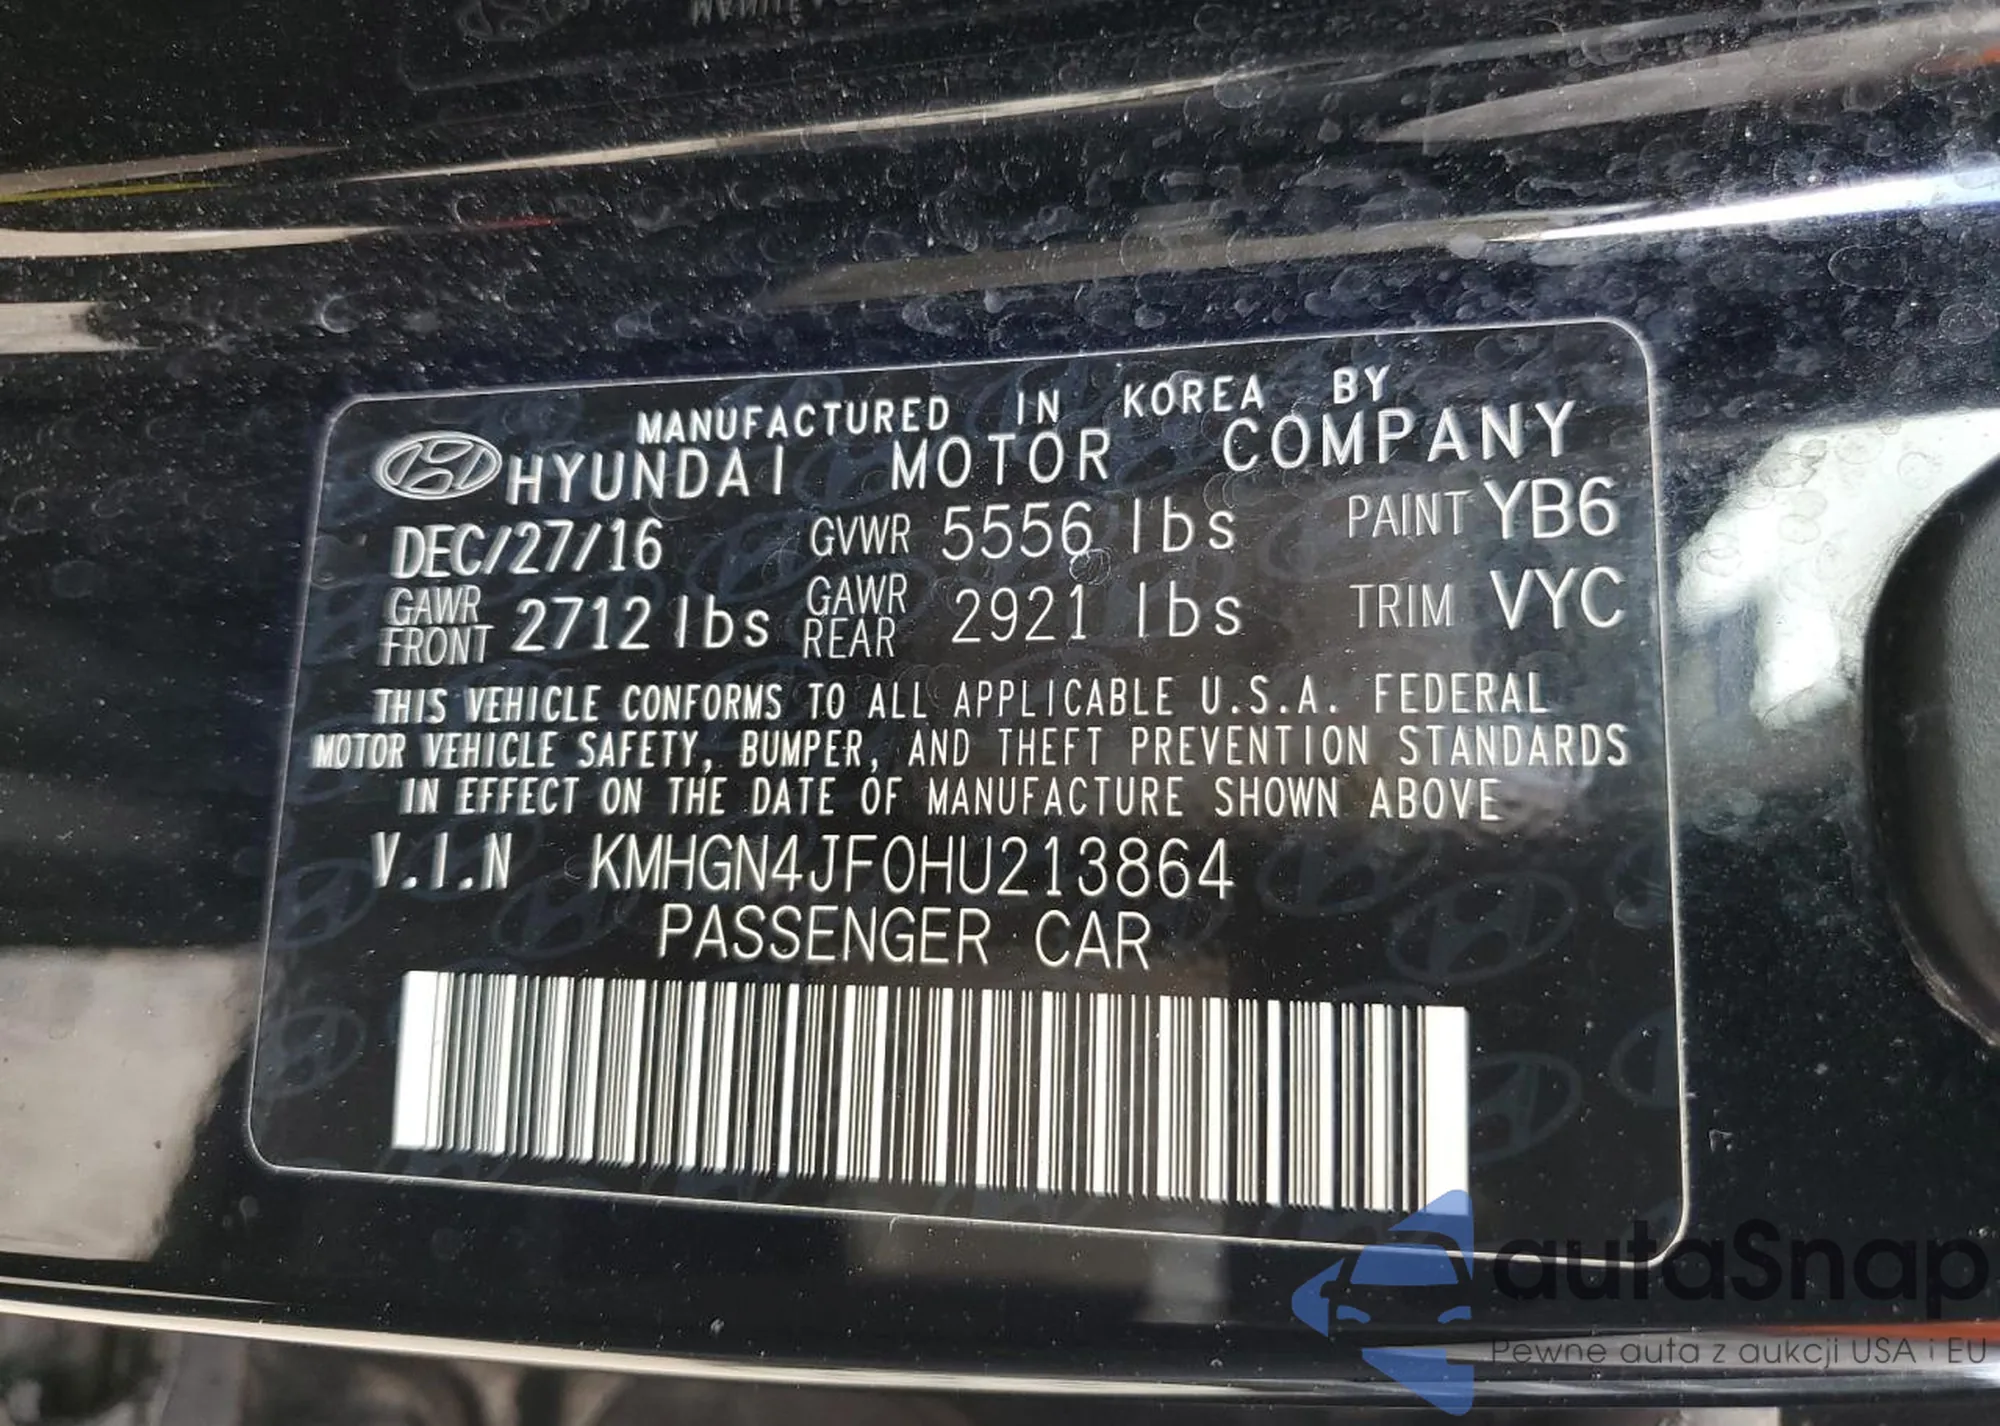 MANUFACTURED IN KOREA BY
HYUNDAI MOTOR COMPANY
DEC/27/16 GVWR 5556 lbs PAINT YB6
GAWR FRONT 2712 lbs GAWR REAR 2921 lbs TRIM VYC
THIS VEHICLE CONFORMS TO ALL APPLICABLE U.S.A. FEDERAL
MOTOR VEHICLE SAFETY, BUMPER, AND THEFT PREVENTION STANDARDS
IN EFFECT ON THE DATE OF MANUFACTURE SHOWN ABOVE
V.I.N KMHGN4JF0HU213864
PASSENGER CAR
autaSnap
Pewne auta z aukcji USA i EU